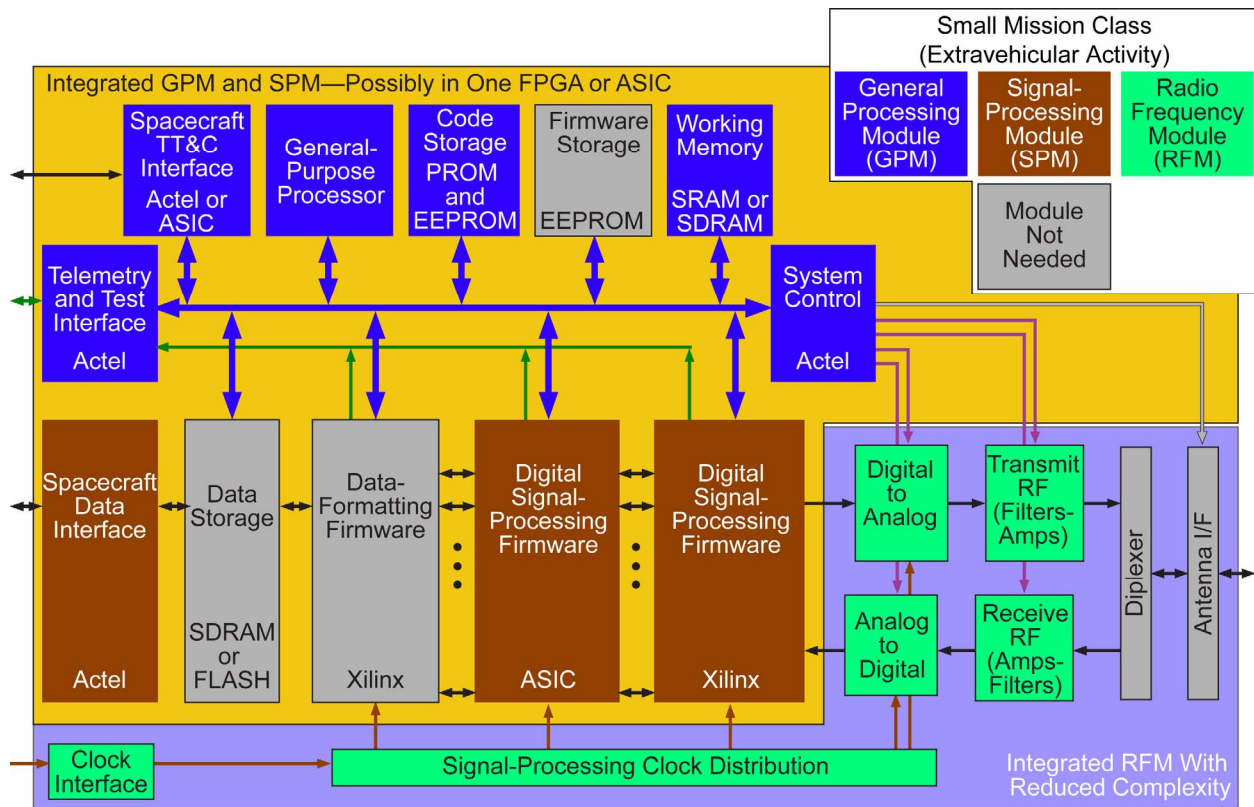 Small Mission Class
(Extravehicular Activity)
General
Processing
Module
(GPM)
Signal-
Processing
Module
(SPM)
Radio
Frequency
Module
(RFM)
Module
Not
Needed
Integrated GPM and SPM—Possibly in One FPGA or ASIC
Spacecraft
TT&C
Interface
Actel or
ASIC
General-
Purpose
Processor
Code
Storage
PROM
and
EEPROM
Firmware
Storage
EEPROM
Working
Memory
SRAM or
SDRAM
Telemetry
and Test
Interface
Actel
System
Control
Actel
Spacecraft
Data
Interface
Actel
Data
Storage
SDRAM
or
FLASH
Data-
Formatting
Firmware
Xilinx
Digital
Signal-
Processing
Firmware
ASIC
Digital
Signal-
Processing
Firmware
Xilinx
Digital
to
Analog
Transmit
RF
(Filters-
Amps)
Analog
to
Digital
Receive
RF
(Amps-
Filters)
Diplexer
Antenna I/F
Clock
Interface
Signal-Processing Clock Distribution
Integrated RFM With
Reduced Complexity